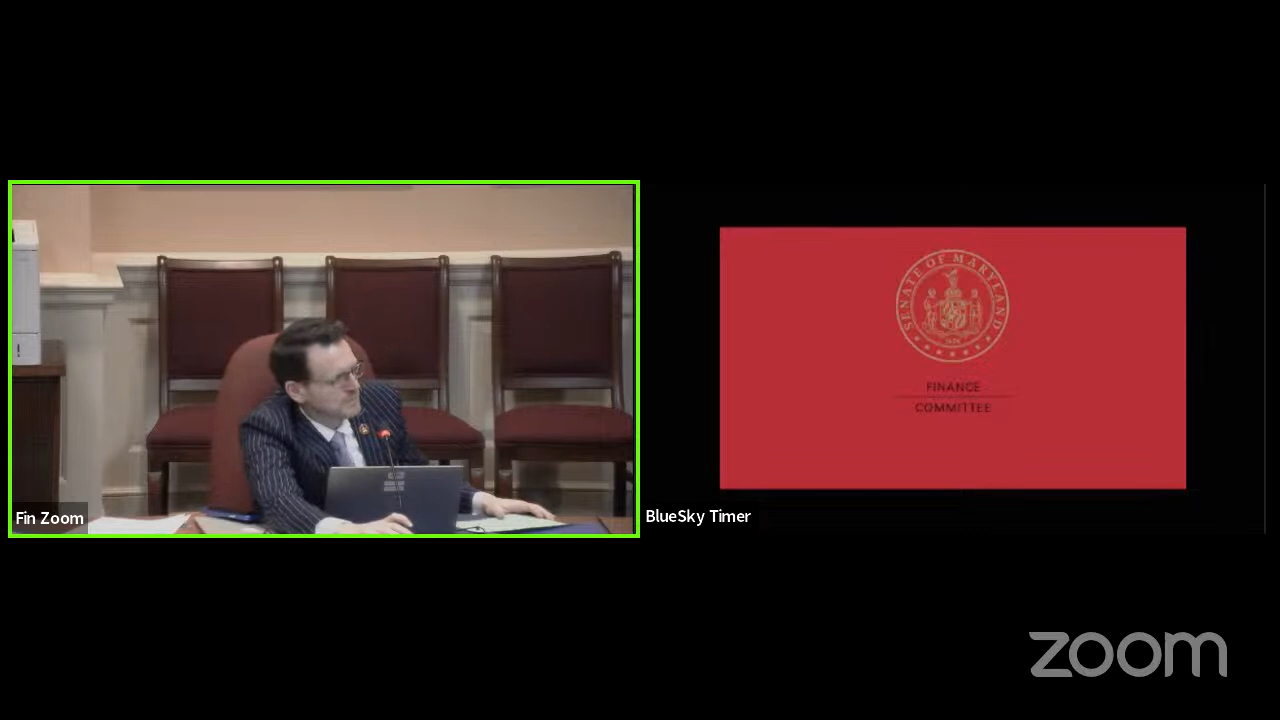 SENATE OF MARYLAND
FINANCE
COMMITTEE
Fin Zoom
BlueSky Timer
zoom